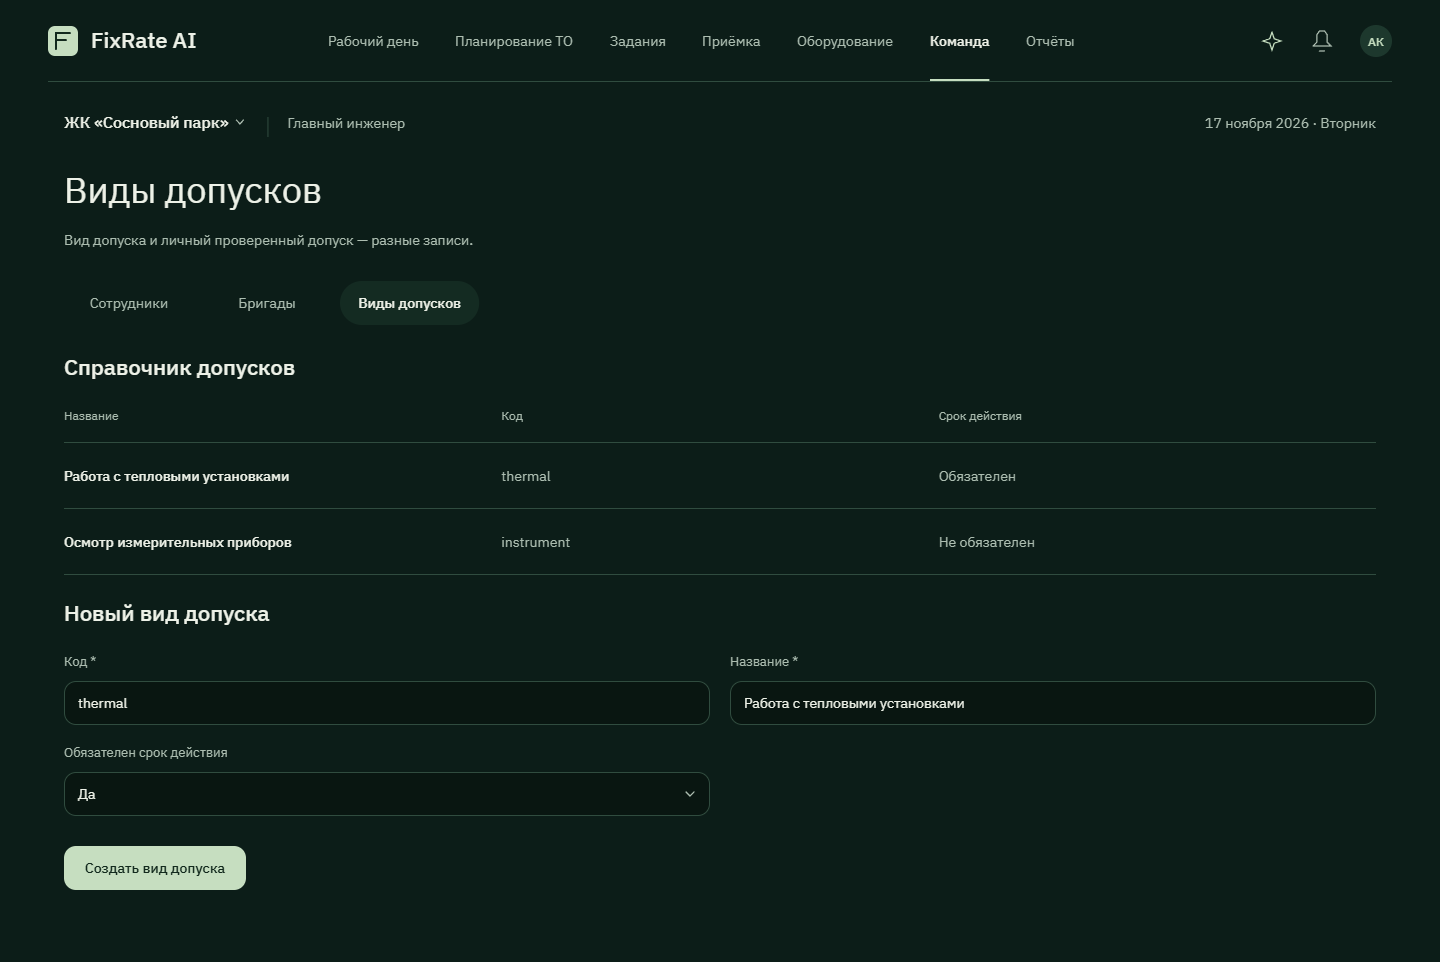 FixRate AI
Рабочий день
Планирование ТО
Задания
Приёмка
Оборудование
Команда
Отчёты
АК
ЖК «Сосновый парк»
Главный инженер
17 ноября 2026 · Вторник
Виды допусков
Вид допуска и личный проверенный допуск — разные записи.
Сотрудники
Бригады
Виды допусков
Справочник допусков
Название
Код
Срок действия
Работа с тепловыми установками
thermal
Обязателен
Осмотр измерительных приборов
instrument
Не обязателен
Новый вид допуска
Код *
Название *
thermal
Работа с тепловыми установками
Обязателен срок действия
Да
Создать вид допуска